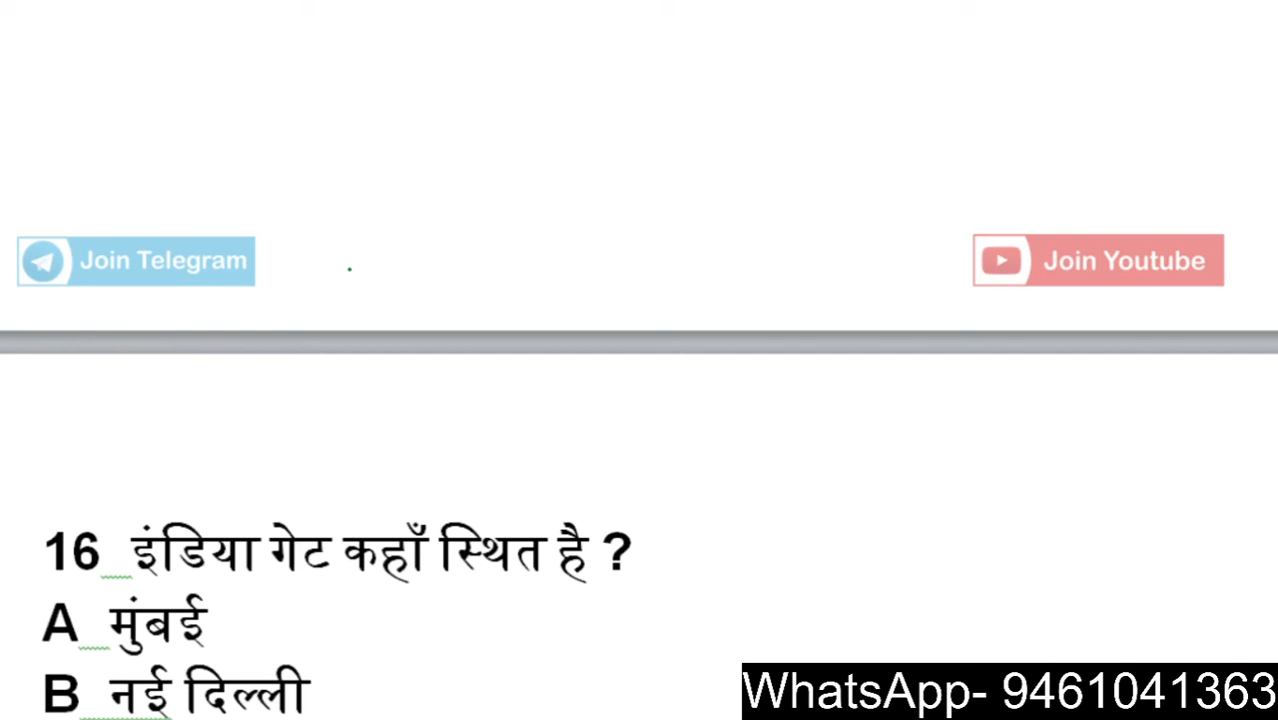 Join Telegram
Join Youtube
16 इंडिया गेट कहाँ स्थित है ?
A मुंबई
B नई दिल्ली
WhatsApp- 9461041363